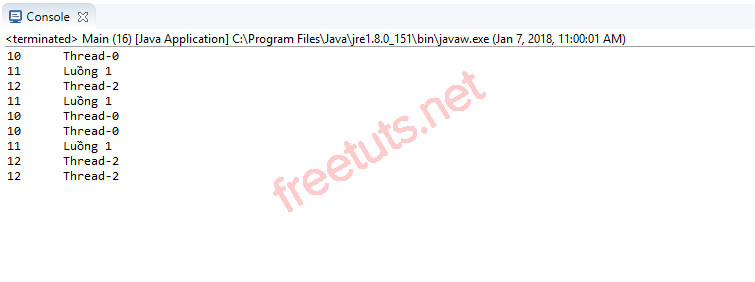 Console
<terminated> Main (16) [Java Application] C:\Program Files\Java\jre1.8.0_151\bin\javaw.exe (Jan 7, 2018, 11:00:01 AM)
10 Thread-0
11 Luồng 1
12 Thread-2
11 Luồng 1
10 Thread-0
10 Thread-0
11 Luồng 1
12 Thread-2
12 Thread-2
freetuts.net